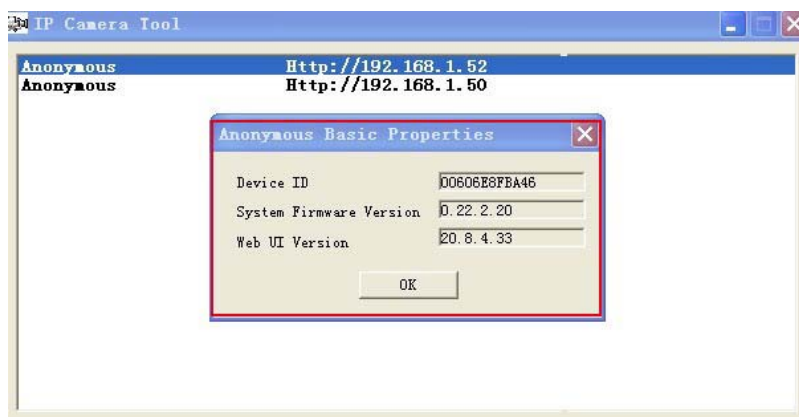 IP Camera Tool
Anonymous Http://192.168.1.52
Anonymous Http://192.168.1.50
Anonymous Basic Properties
Device ID 00606E8FBA46
System Firmware Version 0.22.2.20
Web UI Version 20.8.4.33
OK